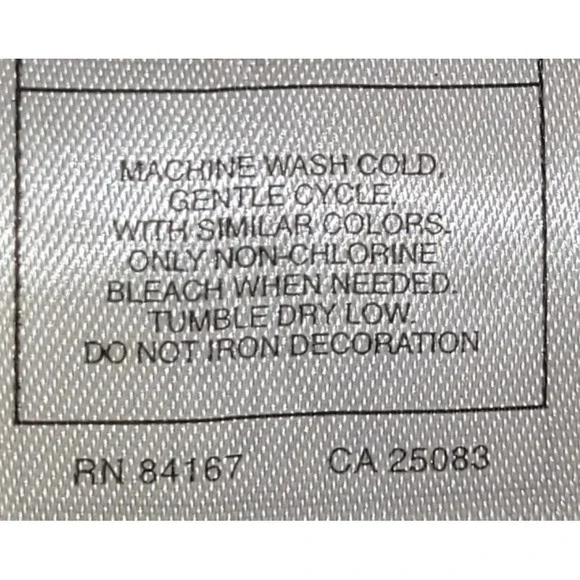 MACHINE WASH COLD,
GENTLE CYCLE,
WITH SIMILAR COLORS.
ONLY NON-CHLORINE
BLEACH WHEN NEEDED.
TUMBLE DRY LOW.
DO NOT IRON DECORATION
RN 84167 CA 25083